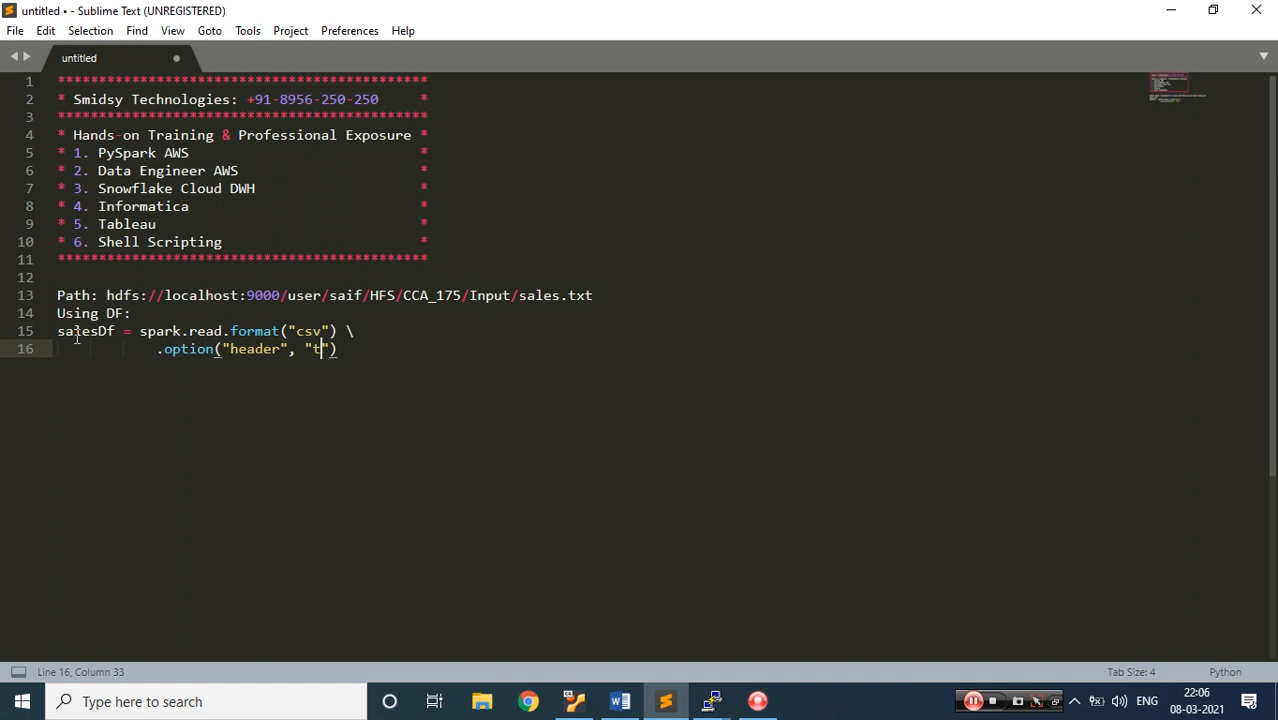 untitled • - Sublime Text (UNREGISTERED)
File Edit Selection Find View Goto Tools Project Preferences Help
untitled
1 *********************************************
2 * Smidsy Technologies: +91-8956-250-250 *
3 *********************************************
4 * Hands-on Training & Professional Exposure *
5 * 1. PySpark AWS *
6 * 2. Data Engineer AWS *
7 * 3. Snowflake Cloud DWH *
8 * 4. Informatica *
9 * 5. Tableau *
10 * 6. Shell Scripting *
11 *********************************************
12
13 Path: hdfs://localhost:9000/user/saif/HFS/CCA_175/Input/sales.txt
14 Using DF:
15 salesDf = spark.read.format("csv") \
16 .option("header", "t")
Line 16, Column 33 Tab Size: 4 Python
Type here to search ENG 22:06
08-03-2021